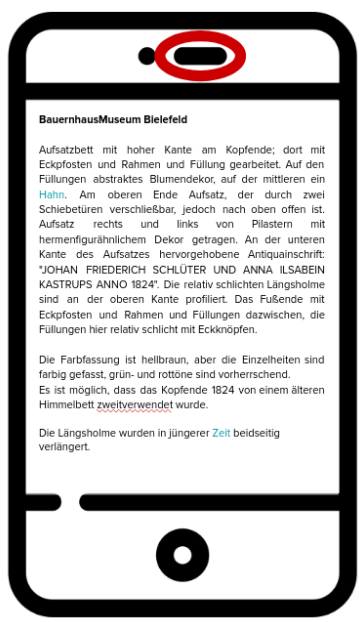 BauernhausMuseum Bielefeld
Aufsatzbett mit hoher Kante am Kopfende; dort mit
Eckpfosten und Rahmen und Füllung gearbeitet. Auf den
Füllungen abstraktes Blumendekor, auf der mittleren ein
Hahn. Am oberen Ende Aufsatz, der durch zwei
Schiebetüren verschließbar, jedoch nach oben offen ist.
Aufsatz rechts und links von Pilastern mit
hermenfigurähnlichem Dekor getragen. An der unteren
Kante des Aufsatzes hervorgehobene Antiquainschrift:
"JOHAN FRIEDERICH SCHLÜTER UND ANNA ILSABEIN
KASTRUPS ANNO 1824". Die relativ schlichten Längsholme
sind an der oberen Kante profiliert. Das Fußende mit
Eckpfosten und Rahmen und Füllungen dazwischen, die
Füllungen hier relativ schlicht mit Eckknöpfen.
Die Farbfassung ist hellbraun, aber die Einzelheiten sind
farbig gefasst, grün- und rottöne sind vorherrschend.
Es ist möglich, dass das Kopfende 1824 von einem älteren
Himmelbett zweitverwendet wurde.
Die Längsholme wurden in jüngerer Zeit beidseitig
verlängert.